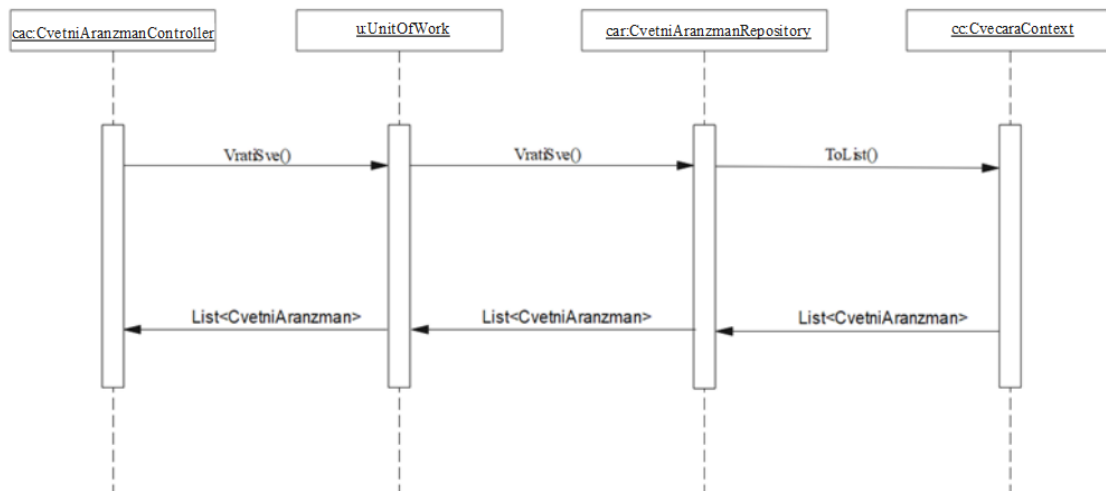 cac:CvetniAranzmanController
u:UnitOfWork
car:CvetniAranzmanRepository
cc:CvecaraContext
VratiSve()
VratiSve()
ToList()
List<CvetniAranzman>
List<CvetniAranzman>
List<CvetniAranzman>